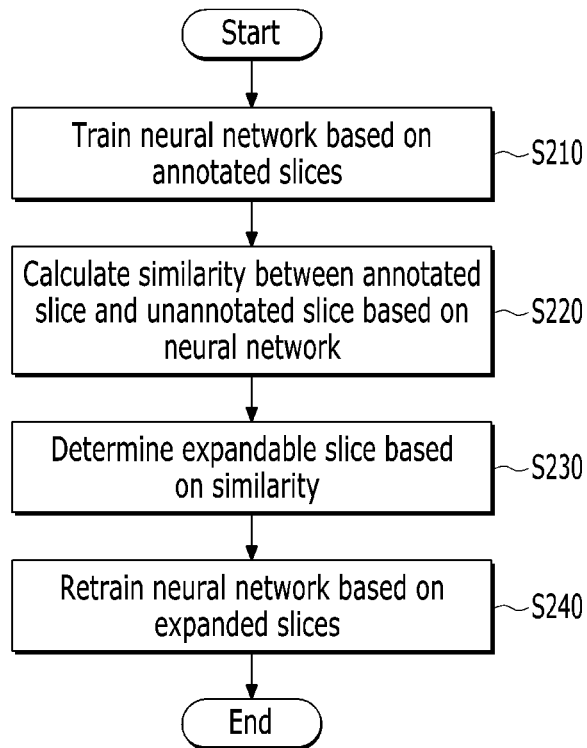 Start
Train neural network based on
annotated slices
S210
Calculate similarity between annotated
slice and unannotated slice based on
neural network
S220
Determine expandable slice based
on similarity
S230
Retrain neural network based on
expanded slices
S240
End